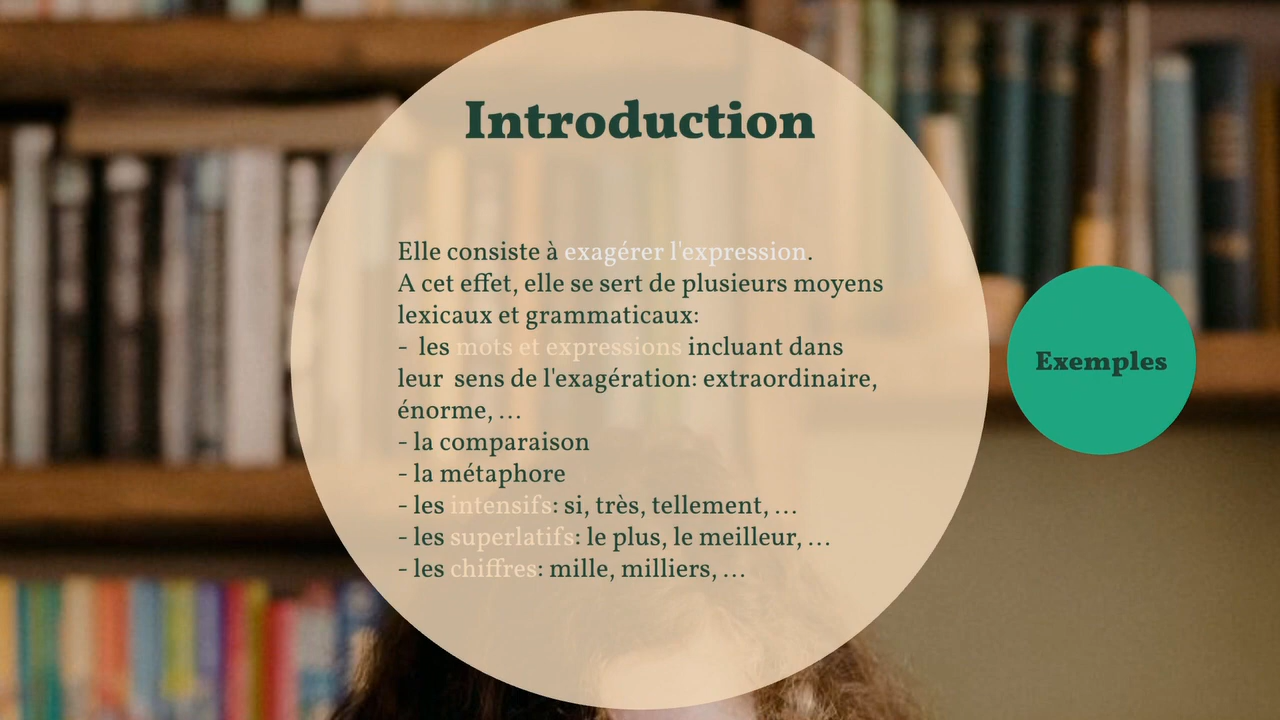 Introduction
Elle consiste à exagérer l'expression.
A cet effet, elle se sert de plusieurs moyens
lexicaux et grammaticaux:
-  les mots et expressions incluant dans
leur  sens de l'exagération: extraordinaire,
énorme, ...
- la comparaison
- la métaphore
- les intensifs: si, très, tellement, ...
- les superlatifs: le plus, le meilleur, ...
- les chiffres: mille, milliers, ...
Exemples